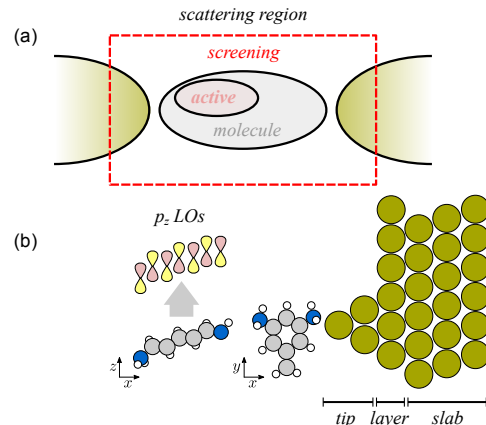 scattering region
(a)
screening
active
molecule
p_z LOs
(b)
z
x
y
x
tip layer slab